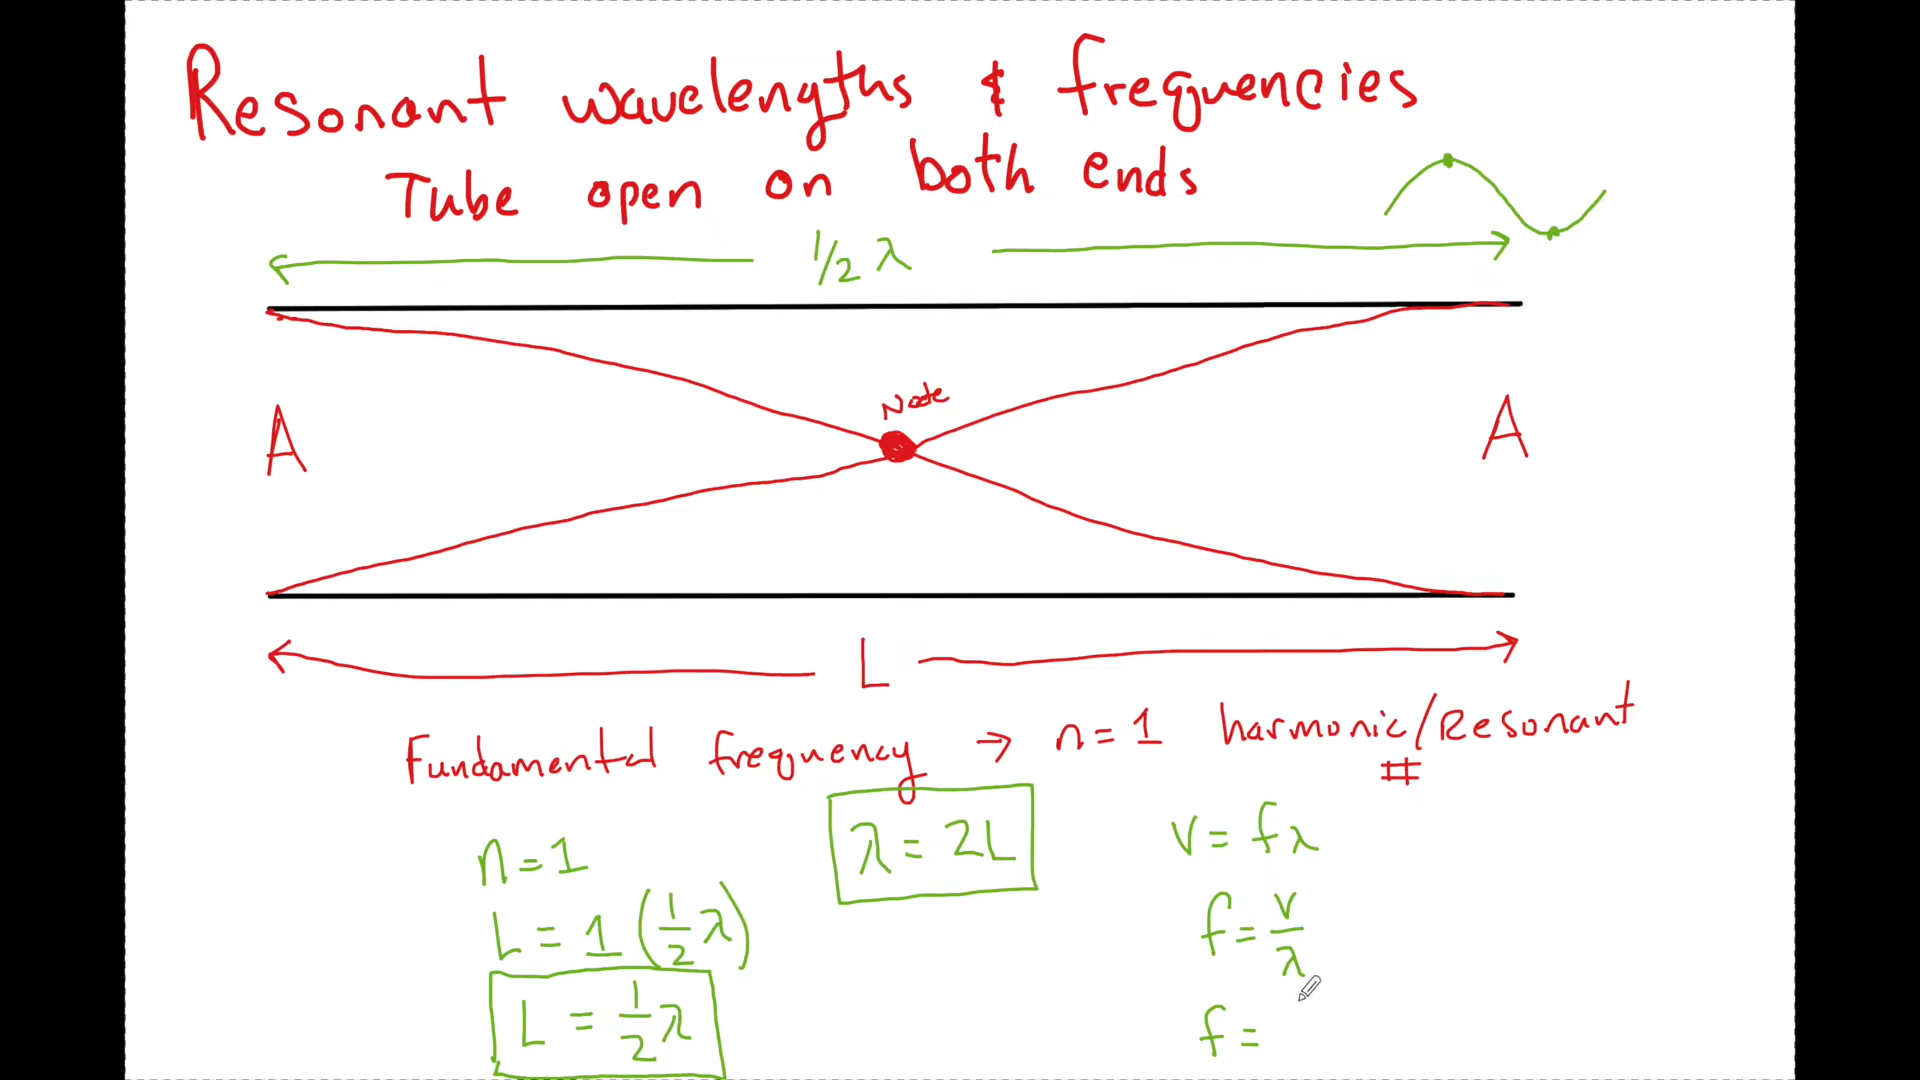 Resonant wavelengths & frequencies
Tube open on both ends
1/2 λ
Node
A
A
L
Fundamental frequency → n = 1 harmonic/Resonant
#
n = 1
L = 1 (1/2 λ)
L = 1/2 λ
λ = 2L
v = fλ
f = v/λ
f =